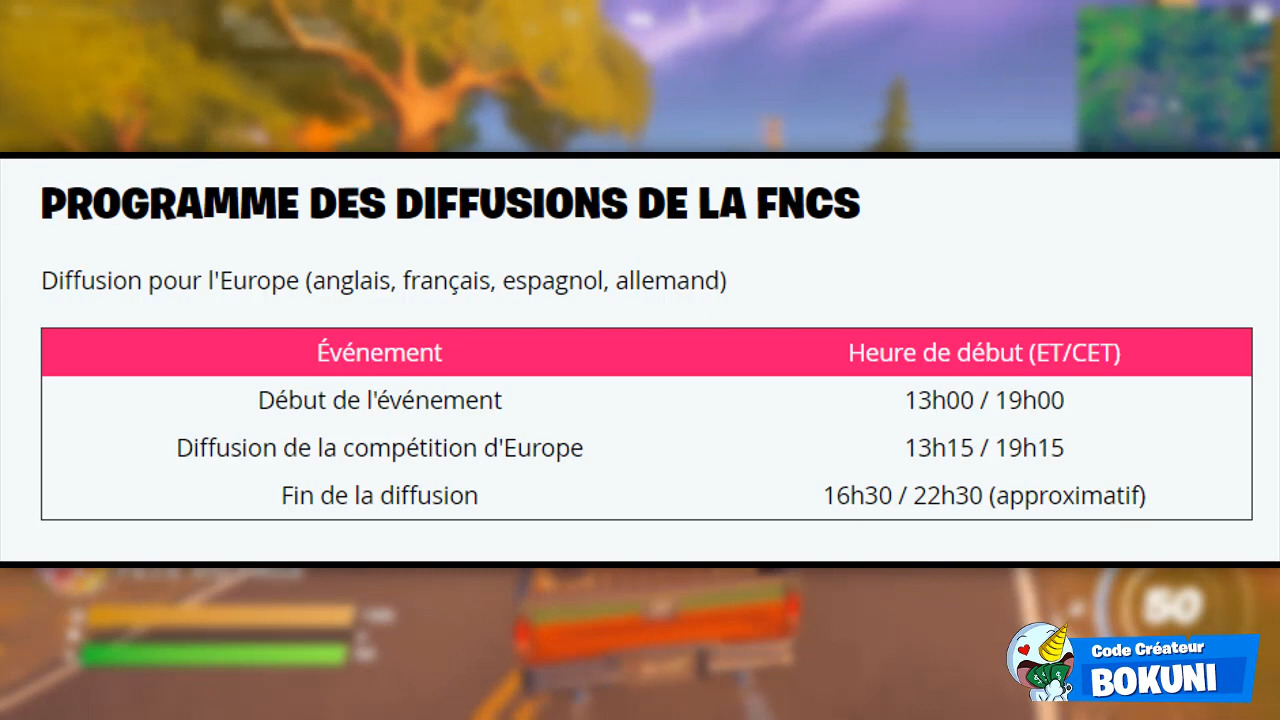 PROGRAMME DES DIFFUSIONS DE LA FNCS
Diffusion pour l'Europe (anglais, français, espagnol, allemand)
Événement Heure de début (ET/CET)
Début de l'événement 13h00 / 19h00
Diffusion de la compétition d'Europe 13h15 / 19h15
Fin de la diffusion 16h30 / 22h30 (approximatif)
50
Code Créateur
BOKUNI